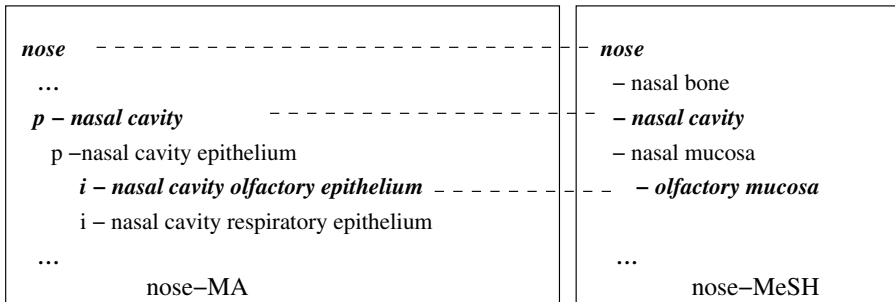 nose
...
p – nasal cavity
p –nasal cavity epithelium
i – nasal cavity olfactory epithelium
i – nasal cavity respiratory epithelium
...
nose–MA
nose
– nasal bone
– nasal cavity
– nasal mucosa
– olfactory mucosa
...
nose–MeSH